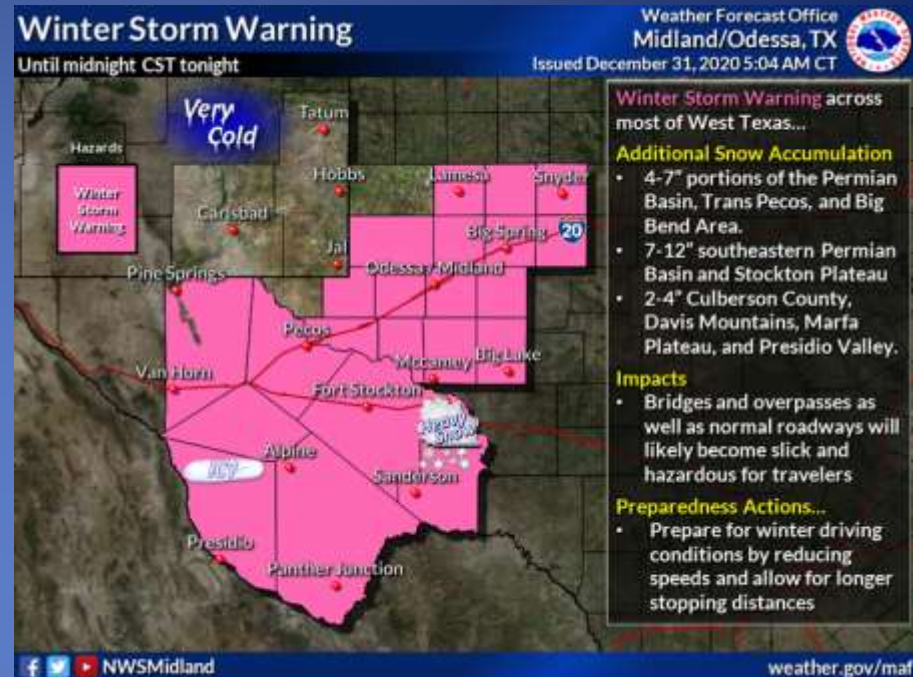 Winter Storm Warning
Until midnight CST tonight
Weather Forecast Office
Midland/Odessa, TX
Issued December 31, 2020 5:04 AM CT
Very
Cold
Tatum
Hazards
Winter
Storm
Warning
Hobbs
Lamesa
Snyder
Carlsbad
Big Spring
20
Jal
Odessa / Midland
Pine Springs
Pecos
Mccamey
Big Lake
Van Horn
Fort Stockton
Heavy
Snow
ICY
Alpine
Sanderson
Presidio
Panther Junction
Winter Storm Warning across
most of West Texas...
Additional Snow Accumulation
• 4-7" portions of the Permian
Basin, Trans Pecos, and Big
Bend Area.
• 7-12" southeastern Permian
Basin and Stockton Plateau
• 2-4" Culberson County,
Davis Mountains, Marfa
Plateau, and Presidio Valley.
Impacts
• Bridges and overpasses as
well as normal roadways will
likely become slick and
hazardous for travelers
Preparedness Actions...
• Prepare for winter driving
conditions by reducing
speeds and allow for longer
stopping distances
NWSMidland
weather.gov/maf